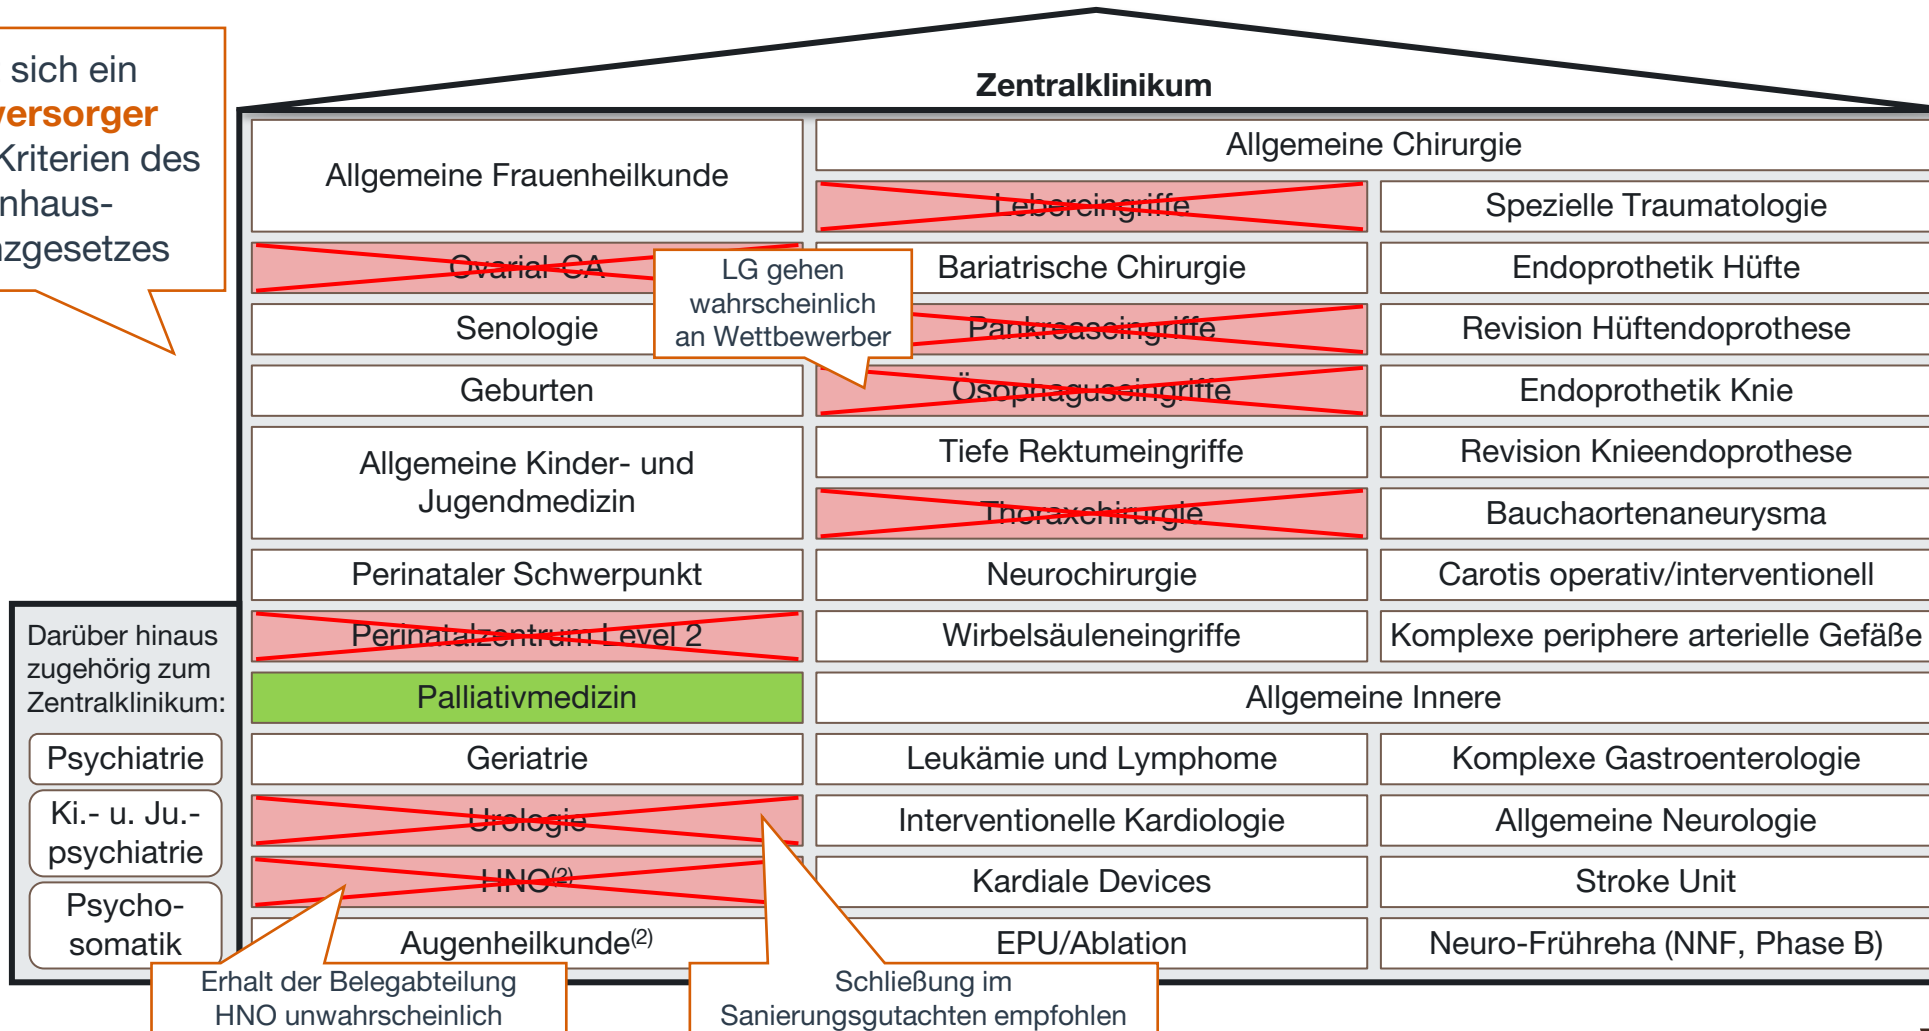 sich ein
versorger
Kriterien des
nhaus-
zgesetzes
Zentralklinikum
Allgemeine Frauenheilkunde
Ovarial-CA
Senologie
Geburten
Allgemeine Kinder- und
Jugendmedizin
Perinataler Schwerpunkt
Perinatalzentrum Level 2
Palliativmedizin
Geriatrie
Urologie
HNO(2)
Augenheilkunde(2)
Allgemeine Chirurgie
Lebereingriffe
Bariatrische Chirurgie
Pankreaseingriffe
Ösophaguseingriffe
Tiefe Rektumeingriffe
Thoraxchirurgie
Neurochirurgie
Wirbelsäuleneingriffe
Spezielle Traumatologie
Endoprothetik Hüfte
Revision Hüftendoprothese
Endoprothetik Knie
Revision Knieendoprothese
Bauchaortenaneurysma
Carotis operativ/interventionell
Komplexe periphere arterielle Gefäße
Allgemeine Innere
Leukämie und Lymphome
Interventionelle Kardiologie
Kardiale Devices
EPU/Ablation
Komplexe Gastroenterologie
Allgemeine Neurologie
Stroke Unit
Neuro-Frühreha (NNF, Phase B)
LG gehen
wahrscheinlich
an Wettbewerber
Darüber hinaus
zugehörig zum
Zentralklinikum:
Psychiatrie
Ki.- u. Ju.-
psychiatrie
Psycho-
somatik
Erhalt der Belegabteilung
HNO unwahrscheinlich
Schließung im
Sanierungsgutachten empfohlen